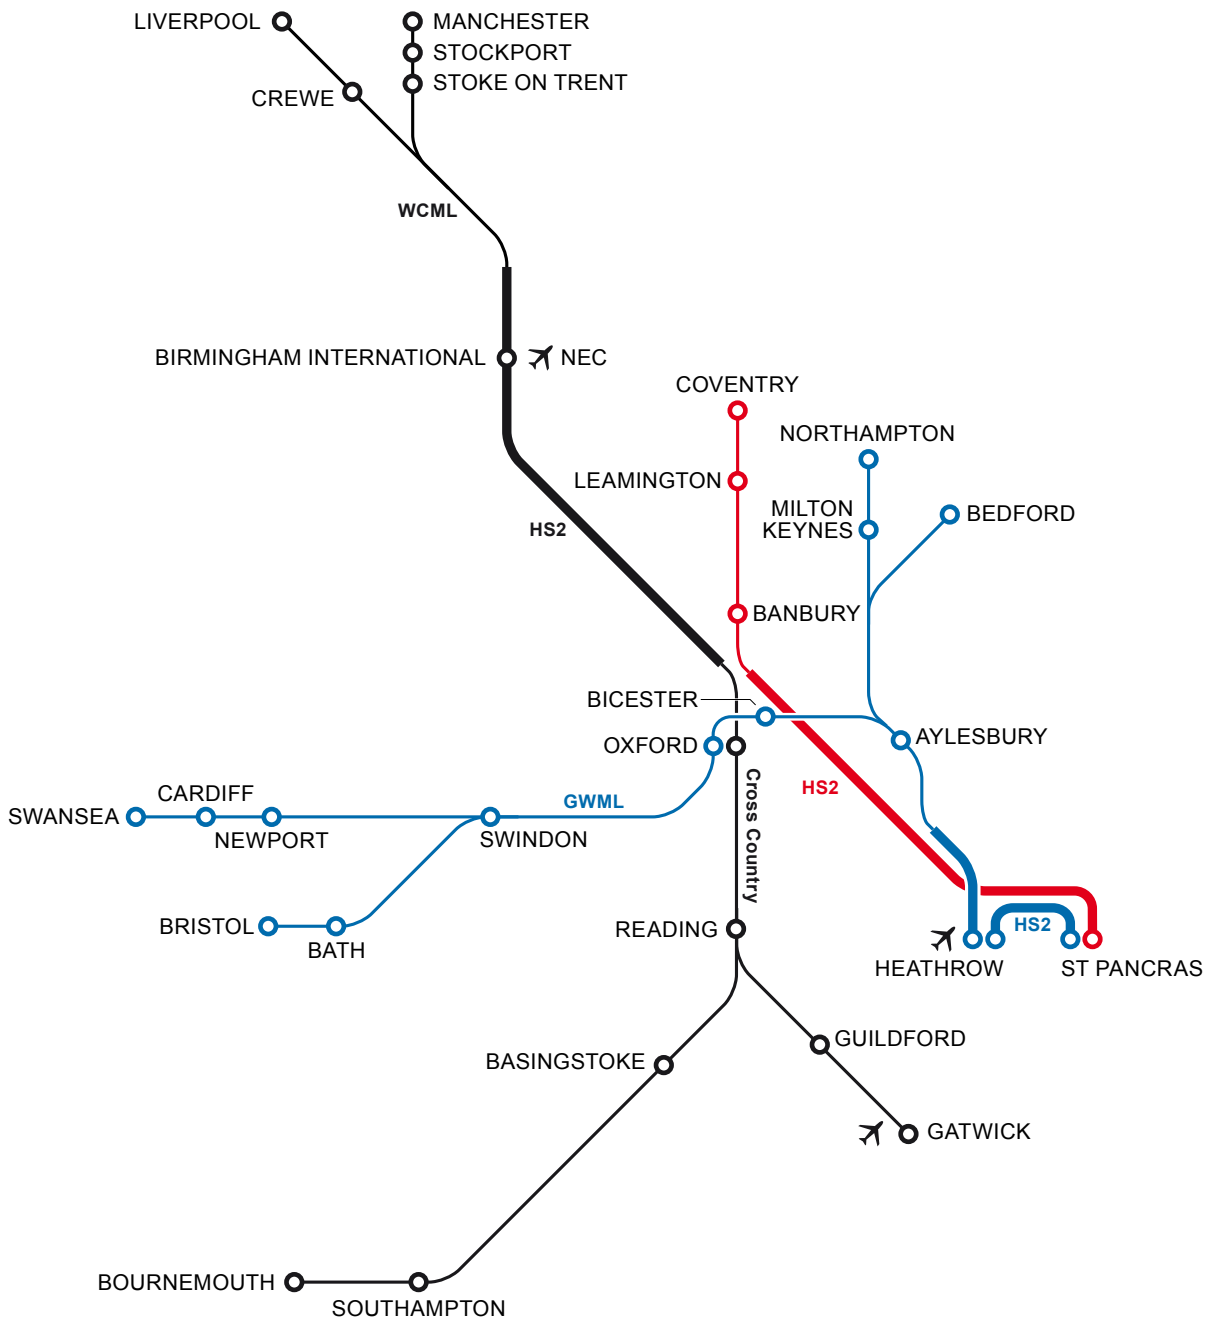 LIVERPOOL
MANCHESTER
STOCKPORT
STOKE ON TRENT
CREWE
WCML
BIRMINGHAM INTERNATIONAL
NEC
COVENTRY
NORTHAMPTON
LEAMINGTON
MILTON
KEYNES
BEDFORD
HS2
BANBURY
BICESTER
OXFORD
AYLESBURY
Cross Country
HS2
CARDIFF
GWML
SWANSEA
NEWPORT
SWINDON
BRISTOL
BATH
READING
HS2
HEATHROW
ST PANCRAS
GUILDFORD
BASINGSTOKE
GATWICK
BOURNEMOUTH
SOUTHAMPTON